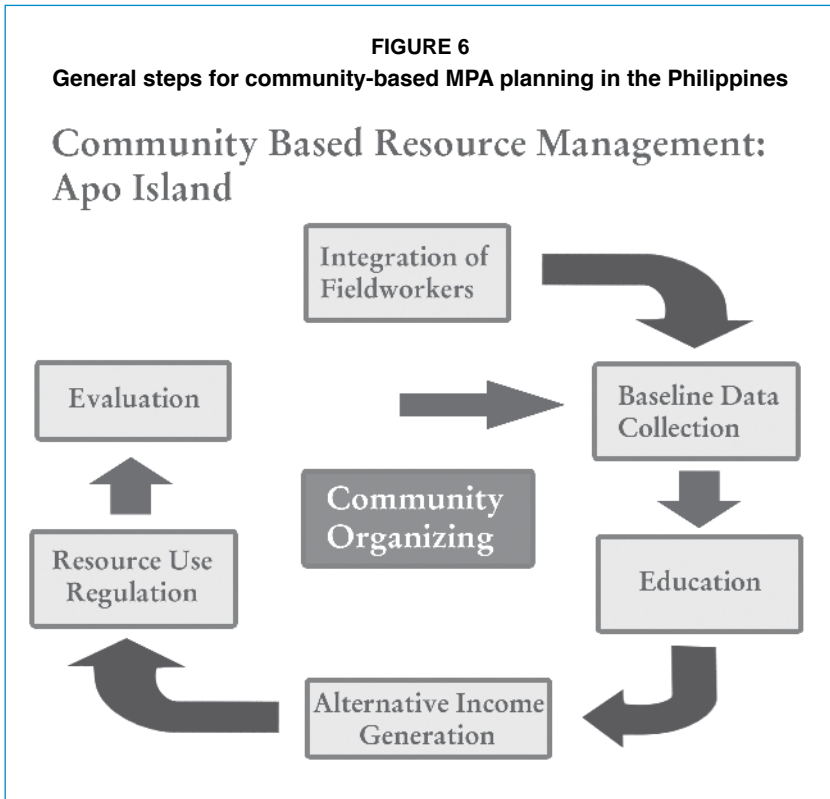 FIGURE 6
General steps for community-based MPA planning in the Philippines
Community Based Resource Management:
Apo Island
Integration of
Fieldworkers
Baseline Data
Collection
Education
Alternative Income
Generation
Resource Use
Regulation
Evaluation
Community
Organizing